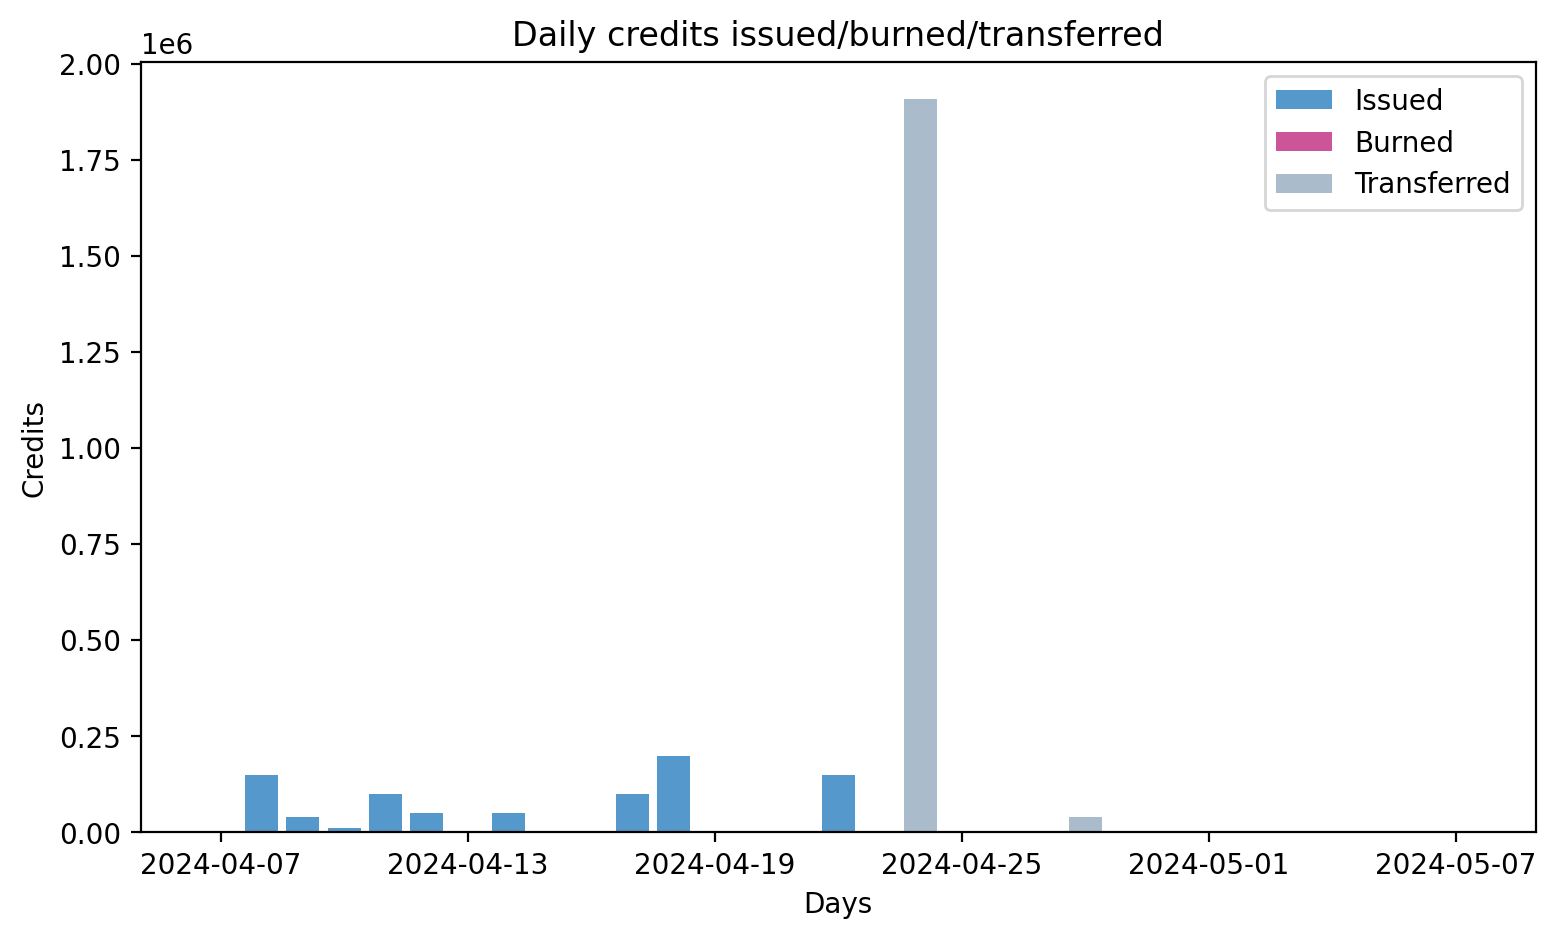 Daily credits issued/burned/transferred
1e6
2.00
1.75
1.50
1.25
1.00
0.75
0.50
0.25
0.00
Credits
Issued
Burned
Transferred
2024-04-07 2024-04-13 2024-04-19 2024-04-25 2024-05-01 2024-05-07
Days